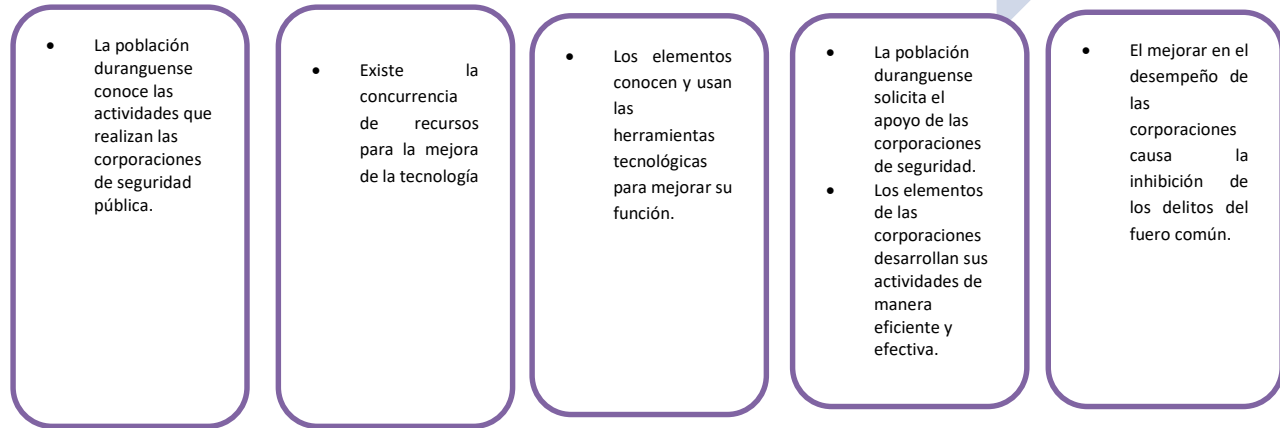 • La población
duranguense
conoce las
actividades que
realizan las
corporaciones
de seguridad
pública.
• Existe la
concurrencia
de recursos
para la mejora
de la tecnología
• Los elementos
conocen y usan
las
herramientas
tecnológicas
para mejorar su
función.
• La población
duranguense
solicita el
apoyo de las
corporaciones
de seguridad.
• Los elementos
de las
corporaciones
desarrollan sus
actividades de
manera
eficiente y
efectiva.
• El mejorar en el
desempeño de
las
corporaciones
causa la
inhibición de
los delitos del
fuero común.